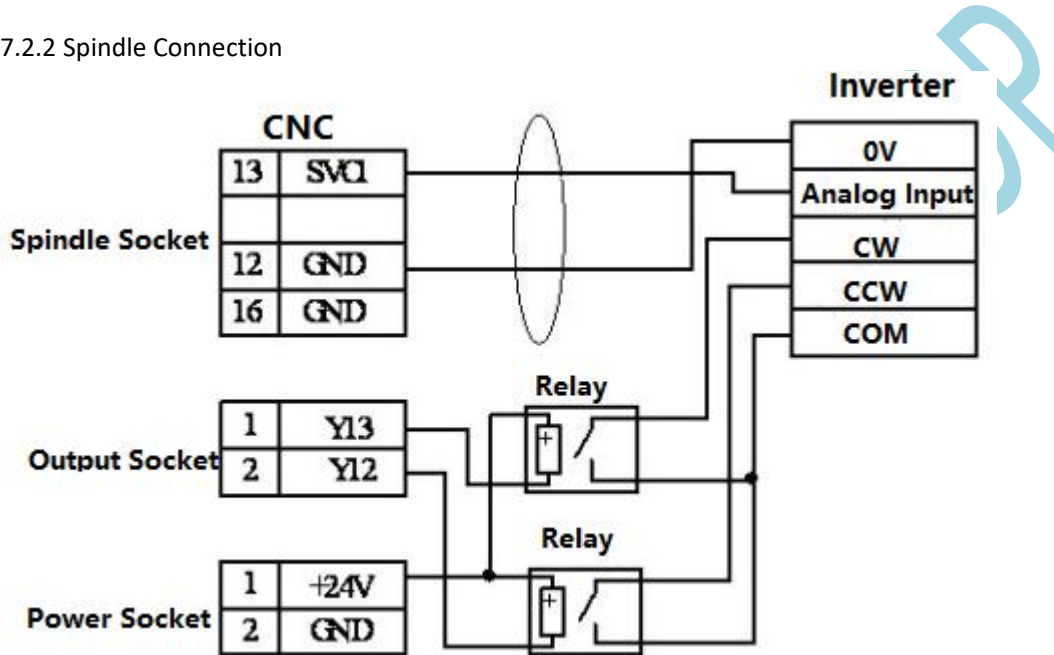 7.2.2 Spindle Connection
Inverter
CNC
13 SVC1
12 GND
16 GND
Spindle Socket
0V
Analog Input
CW
CCW
COM
Relay
1 Y13
2 Y12
Output Socket
+
Relay
1 +24V
2 GND
Power Socket
+